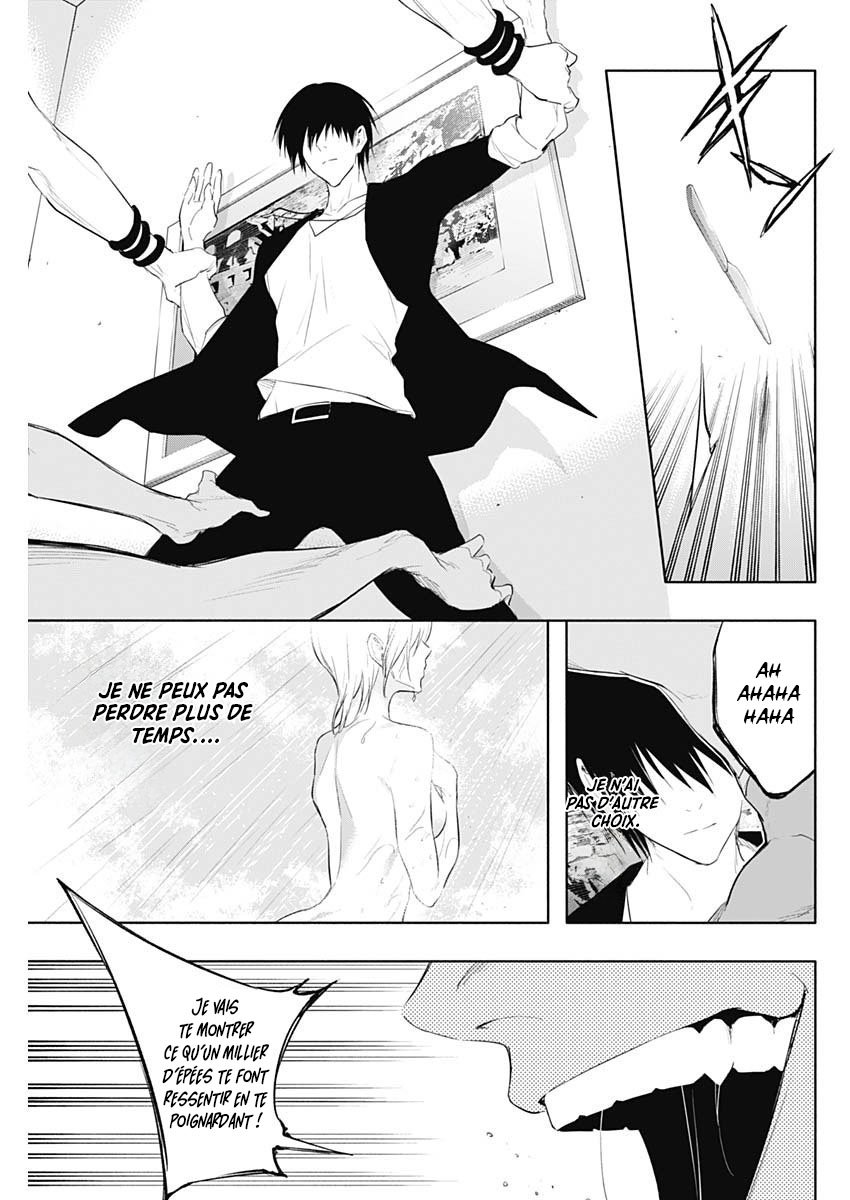 AH
AHAHA
HAHA
JE N'AI
PAS D'AUTRE
CHOIX.
JE NE PEUX PAS
PERDRE PLUS DE
TEMPS....
JE VAIS
TE MONTRER
CE QU'UN MILLIER
D'ÉPÉES TE FONT
RESSENTIR EN TE
POIGNARDANT !